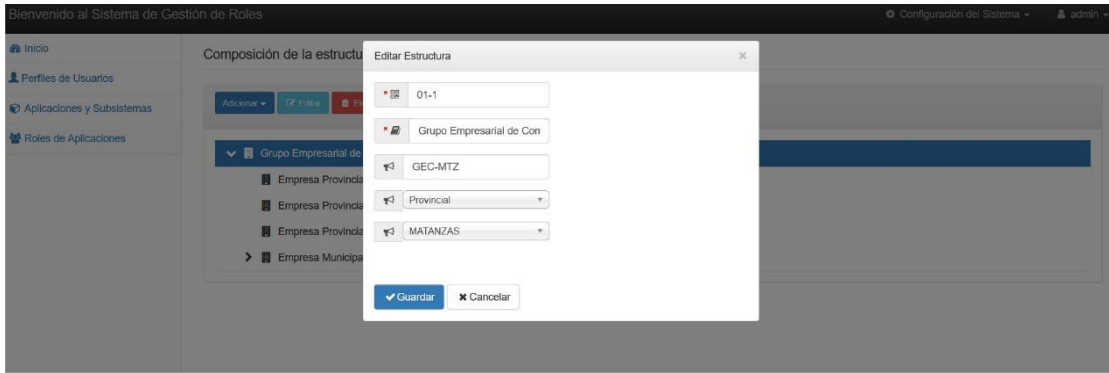 Bienvenido al Sistema de Gestión de Roles
Configuración del Sistema
admin
Inicio
Perfiles de Usuarios
Aplicaciones y Subsistemas
Roles de Aplicaciones
Composición de la estructu
Adicionar
Editar
El
Grupo Empresarial de
Empresa Provincia
Empresa Provincia
Empresa Provincia
Empresa Municipa
Editar Estructura
×
* 01-1
* Grupo Empresarial de Com
GEC-MTZ
Provincial
MATANZAS
Guardar
Cancelar